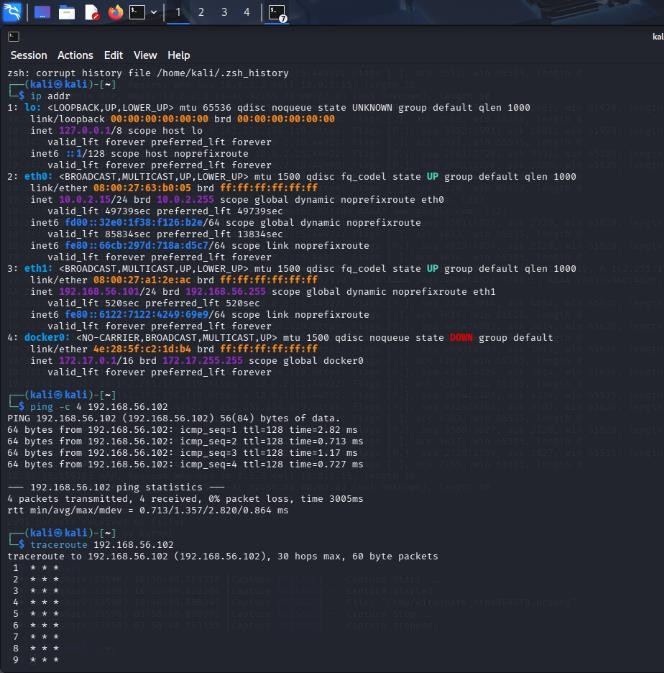 1 2 3 4 7
kal
Session Actions Edit View Help
zsh: corrupt history file /home/kali/.zsh_history
┌──(kali㉿kali)-[~]
└─$ ip addr
1: lo: <LOOPBACK,UP,LOWER_UP> mtu 65536 qdisc noqueue state UNKNOWN group default qlen 1000
link/loopback 00:00:00:00:00:00 brd 00:00:00:00:00:00
inet 127.0.0.1/8 scope host lo
valid_lft forever preferred_lft forever
inet6 ::1/128 scope host noprefixroute
valid_lft forever preferred_lft forever
2: eth0: <BROADCAST,MULTICAST,UP,LOWER_UP> mtu 1500 qdisc fq_codel state UP group default qlen 1000
link/ether 08:00:27:63:b0:05 brd ff:ff:ff:ff:ff:ff
inet 10.0.2.15/24 brd 10.0.2.255 scope global dynamic noprefixroute eth0
valid_lft 49739sec preferred_lft 49739sec
inet6 fd00::32e0:1f38:f126:b2e/64 scope global dynamic noprefixroute
valid_lft 85834sec preferred_lft 13834sec
inet6 fe80::66cb:297d:718a:d5c7/64 scope link noprefixroute
valid_lft forever preferred_lft forever
3: eth1: <BROADCAST,MULTICAST,UP,LOWER_UP> mtu 1500 qdisc fq_codel state UP group default qlen 1000
link/ether 08:00:27:a1:2e:ac brd ff:ff:ff:ff:ff:ff
inet 192.168.56.101/24 brd 192.168.56.255 scope global dynamic noprefixroute eth1
valid_lft 520sec preferred_lft 520sec
inet6 fe80::6122:7122:4249:69e9/64 scope link noprefixroute
valid_lft forever preferred_lft forever
4: docker0: <NO-CARRIER,BROADCAST,MULTICAST,UP> mtu 1500 qdisc noqueue state DOWN group default
link/ether 4e:28:5f:c2:1d:b4 brd ff:ff:ff:ff:ff:ff
inet 172.17.0.1/16 brd 172.17.255.255 scope global docker0
valid_lft forever preferred_lft forever
┌──(kali㉿kali)-[~]
└─$ ping -c 4 192.168.56.102
PING 192.168.56.102 (192.168.56.102) 56(84) bytes of data.
64 bytes from 192.168.56.102: icmp_seq=1 ttl=128 time=2.82 ms
64 bytes from 192.168.56.102: icmp_seq=2 ttl=128 time=0.713 ms
64 bytes from 192.168.56.102: icmp_seq=3 ttl=128 time=1.17 ms
64 bytes from 192.168.56.102: icmp_seq=4 ttl=128 time=0.727 ms
--- 192.168.56.102 ping statistics ---
4 packets transmitted, 4 received, 0% packet loss, time 3005ms
rtt min/avg/max/mdev = 0.713/1.357/2.820/0.864 ms
┌──(kali㉿kali)-[~]
└─$ traceroute 192.168.56.102
traceroute to 192.168.56.102 (192.168.56.102), 30 hops max, 60 byte packets
1 * * *
2 * * *
3 * * *
4 * * *
5 * * *
6 * * *
7 * * *
8 * * *
9 * * *